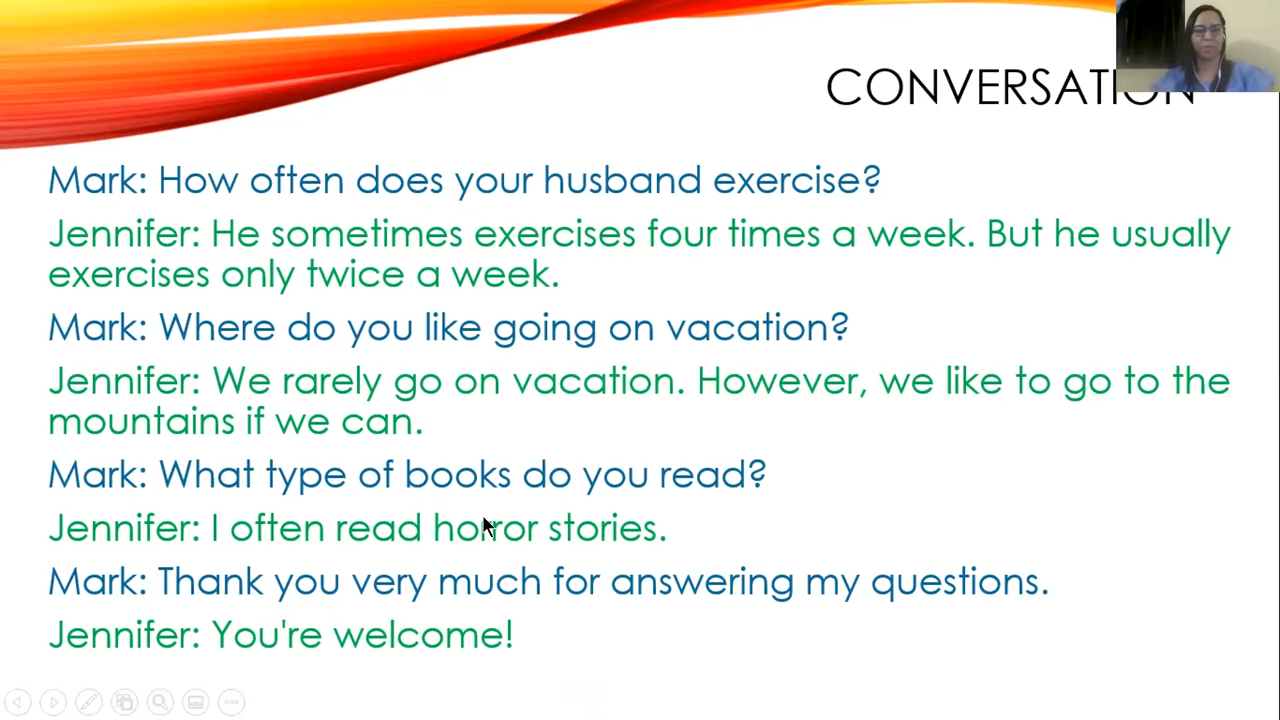 CONVERSATION
Mark: How often does your husband exercise?
Jennifer: He sometimes exercises four times a week. But he usually
exercises only twice a week.
Mark: Where do you like going on vacation?
Jennifer: We rarely go on vacation. However, we like to go to the
mountains if we can.
Mark: What type of books do you read?
Jennifer: I often read horror stories.
Mark: Thank you very much for answering my questions.
Jennifer: You're welcome!